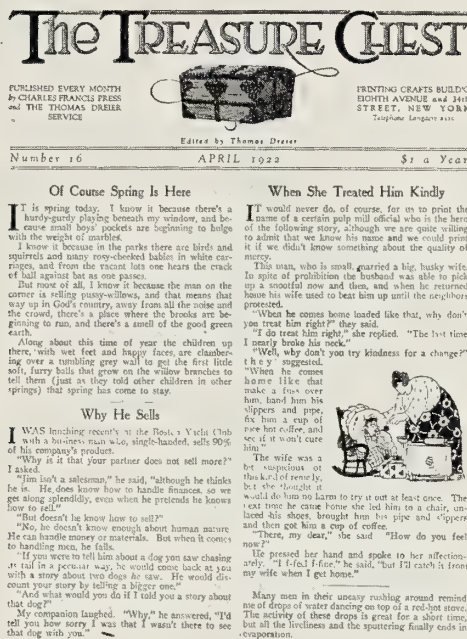 The Treasure Chest
PUBLISHED EVERY MONTH
by CHARLES FRANCIS PRESS
and THE THOMAS DREIER
SERVICE
PRINTING CRAFTS BUILD'G
EIGHTH AVENUE and 34th
STREET, NEW YORK
Telephone Longacre
Edited by Thomas Dreier
Number 16
APRIL 1922
$1 a Year
Of Course Spring Is Here
IT is spring today. I know it because there's a
hurdy-gurdy playing beneath my window, and be-
cause small boys' pockets are beginning to bulge
with the weight of marbles.
I know it because in the parks there are birds and
squirrels and many rosy-cheeked babies in white car-
riages, and from the vacant lots one hears the crack
of ball against bat as one passes.
But most of all, I know it because the man on the
corner is selling pussy-willows, and that means that
way up in God's country, away from all the noise and
the crowd, there's a place where the brooks are be-
ginning to run, and there's a smell of the good green
earth.
Along about this time of year the children up
there, with wet feet and happy faces, are clamber-
ing over a tumbling grey wall to get the first little
soft, furry balls that grow on the willow branches to
tell them (just as they told other children in other
springs) that spring has come to stay.
Why He Sells
I WAS lunching recently at the Boston Yacht Club
with a business man who, single-handed, sells 90%
of his company's product.
"Why is it that your partner does not sell more?"
I asked.
"Jim isn't a salesman," he said, "although he thinks
he is. He does know how to handle finances, so we
get along splendidly, even when he pretends he knows
how to sell."
"But doesn't he know how to sell?"
"No, he doesn't know enough about human nature.
He can handle money or materials. But when it comes
to handling men, he fails.
"If you were to tell him about a dog you saw chasing
its tail in a peculiar way, he would come back at you
with a story about two dogs he saw. He would dis-
count your story by telling a bigger one."
"And what would you do if I told you a story about
that dog?"
My companion laughed. "Why," he answered, "I'd
tell you how sorry I was that I wasn't there to see
that dog with you."
When She Treated Him Kindly
IT would never do, of course, for us to print the
name of a certain pulp mill official who is the hero
of the following story, although we are quite willing
to admit that we know his name and we could print
it if we didn't know something about the quality of
mercy.
This man, who is small, married a big, husky wife.
In spite of prohibition the husband was able to pick
up a snootful now and then, and when he returned
home his wife used to beat him up until the neighbors
protested.
"When he comes home loaded like that, why don't
you treat him right?" they said.
"I do treat him right," she replied. "The last time
I nearly broke his neck."
"Well, why don't you try kindness for a change?"
they suggested.
"When he comes
home like that
make a fuss over
him, hand him his
slippers and pipe,
fix him a cup of
nice hot coffee, and
see if it won't cure
him."
The wife was a
bit suspicious of
this kind of remedy,
but she thought it
would do him no harm to try it out at least once. The
next time he came home she led him to a chair, un-
laced his shoes, brought him his pipe and slippers
and then got him a cup of coffee.
"There, my dear," she said "How do you feel
now?"
He pressed her hand and spoke to her affection-
ately. "I f-feel f-fine," he said, "but I'll catch it from
my wife when I get home."
Many men in their uneasy rushing around remind
me of drops of water dancing on top of a red-hot stove.
The activity of these drops is great for a short time,
but all the liveliness and the sputtering finally ends in
evaporation.